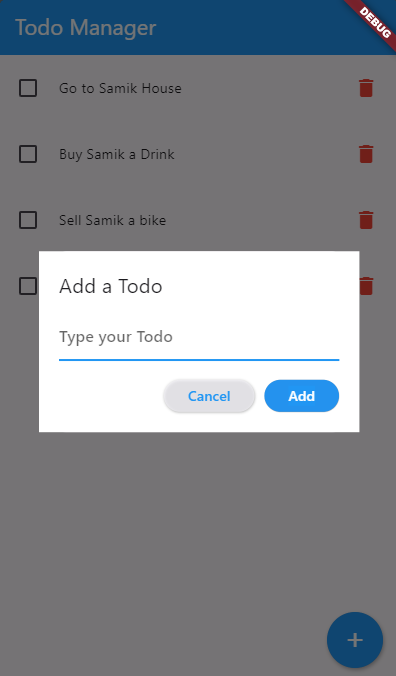 Todo Manager
DEBUG
Go to Samik House
Buy Samik a Drink
Sell Samik a bike
Add a Todo
Type your Todo
Cancel Add